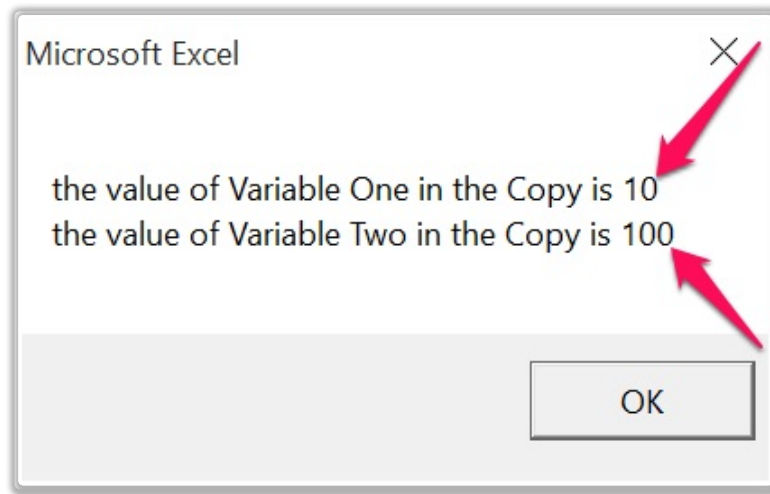 Microsoft Excel
the value of Variable One in the Copy is 10
the value of Variable Two in the Copy is 100
OK